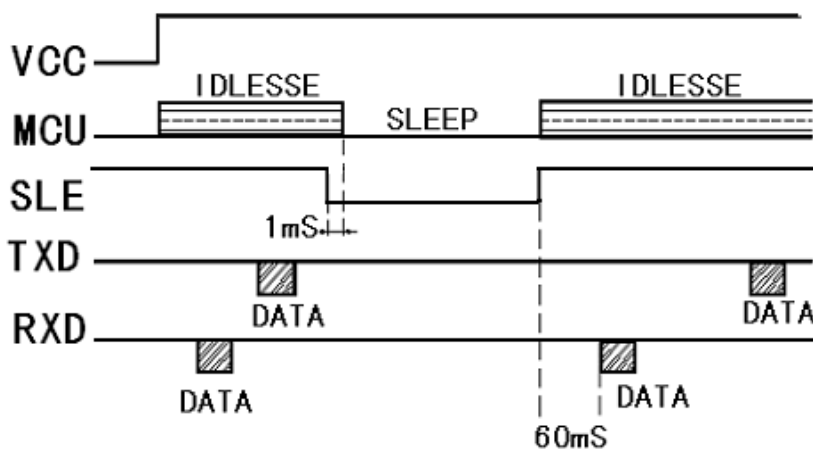 VCC
IDLESSE
IDLESSE
MCU
SLEEP
SLE
1mS
TXD
DATA
DATA
RXD
DATA
DATA
60mS